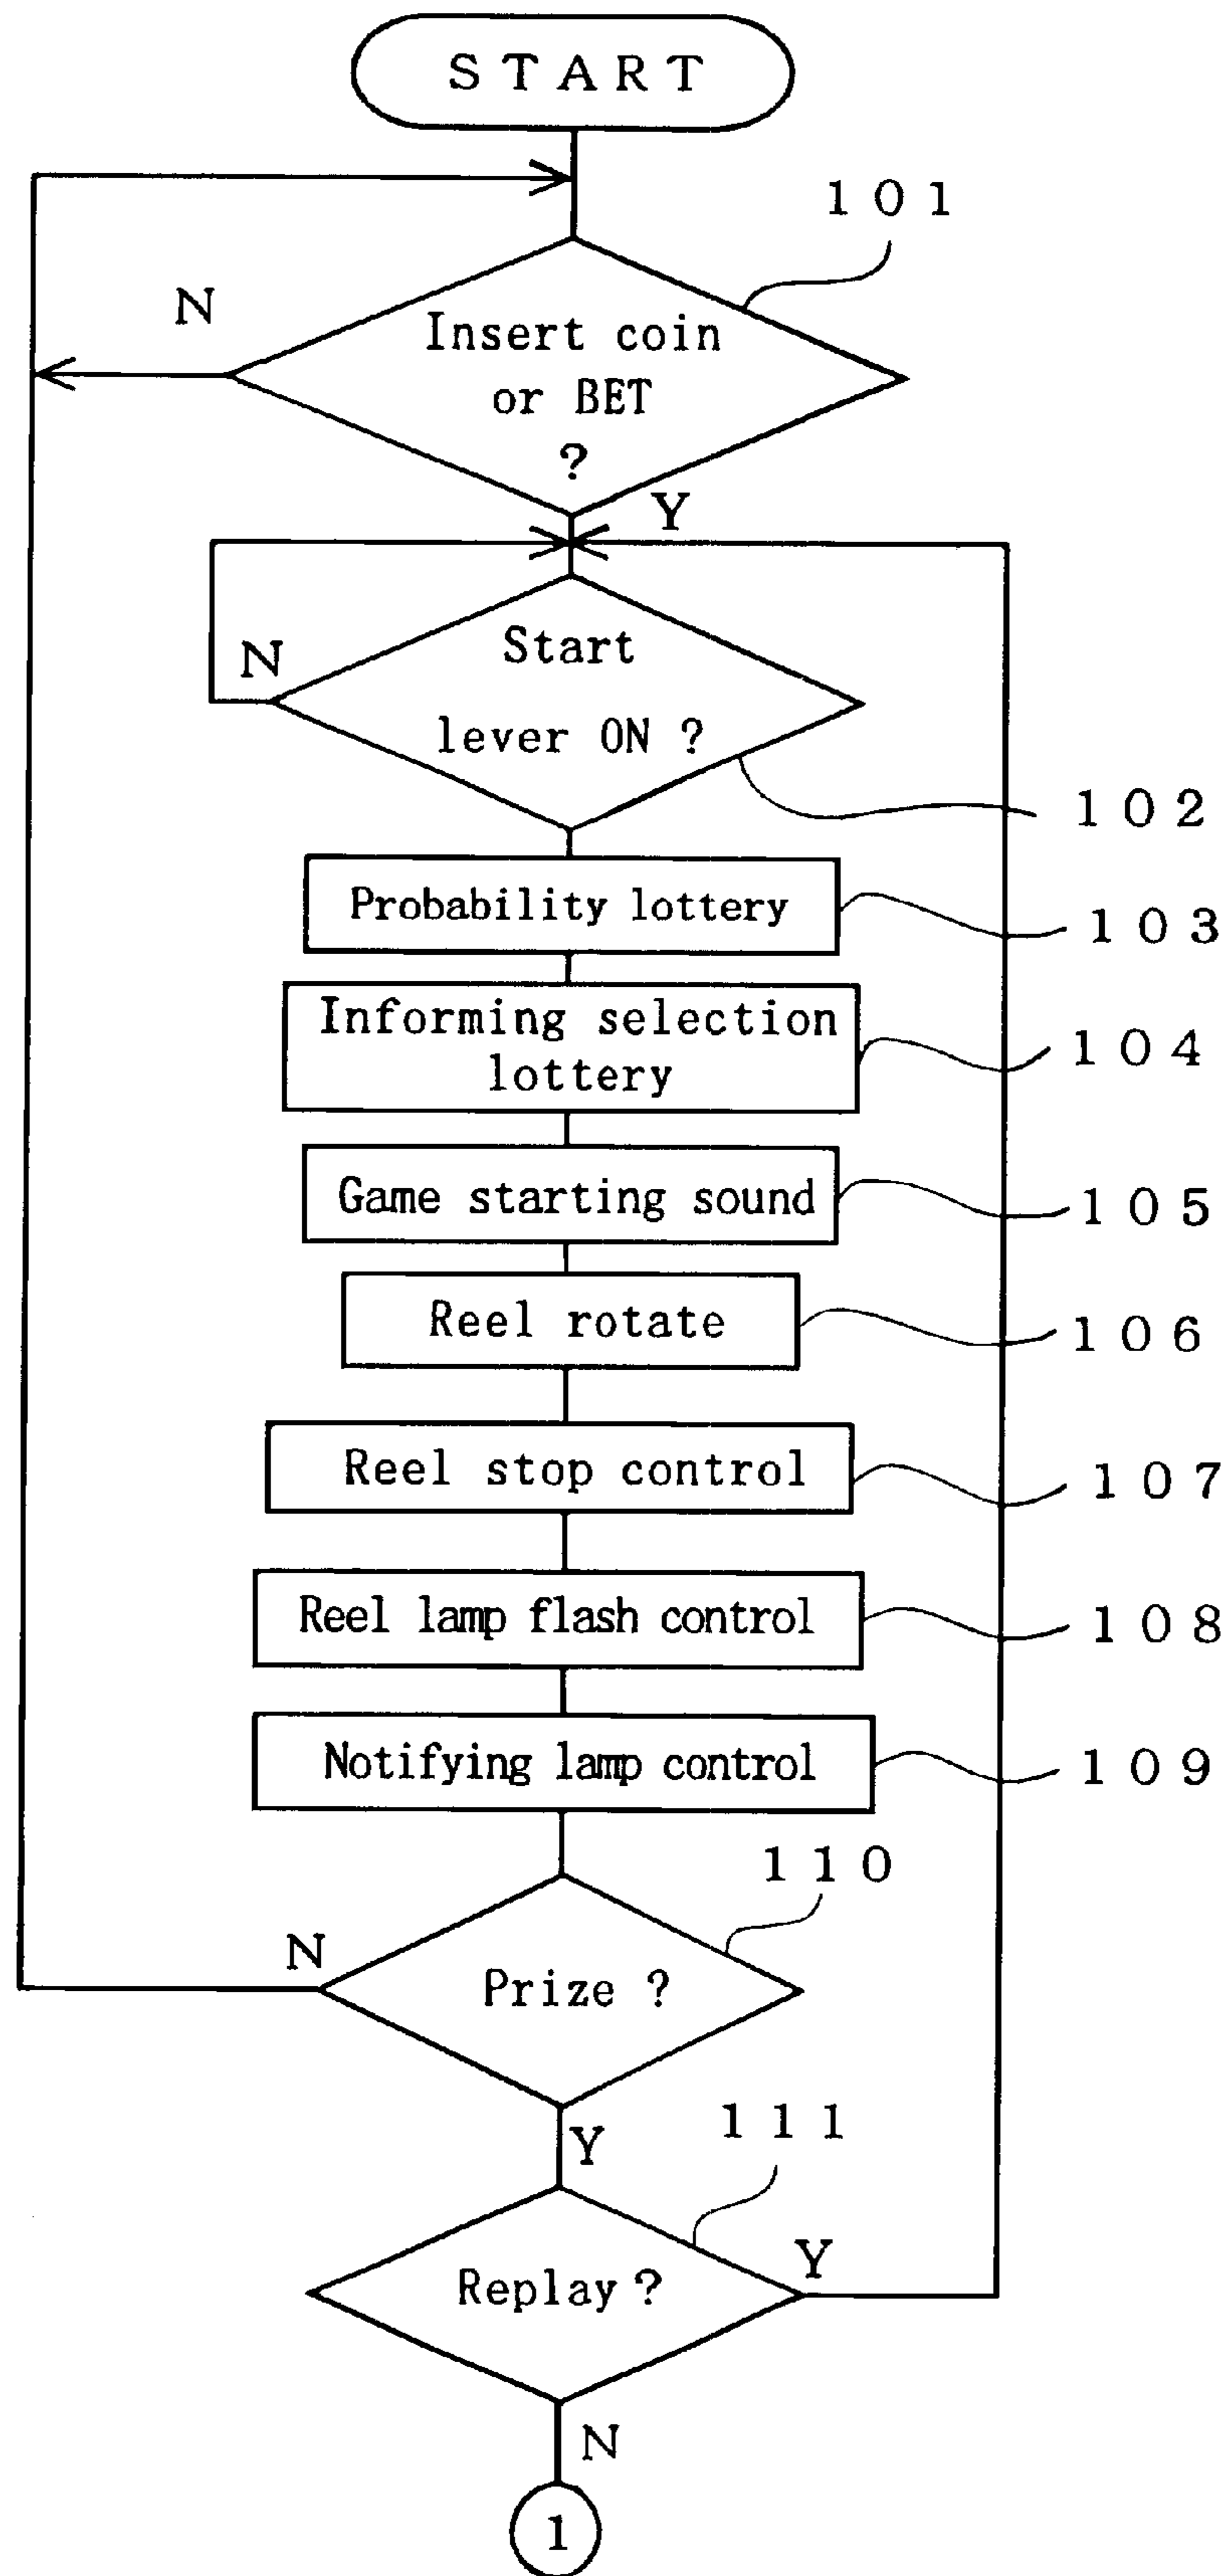 START
101
N
Insert coin
or BET
?
Y
Start
N
lever ON ?
102
Probability lottery
103
Informing selection
lottery
104
Game starting sound
105
Reel rotate
106
Reel stop control
107
Reel lamp flash control
108
Notifying lamp control
109
110
N
Prize ?
Y
111
Replay ?
Y
N
1